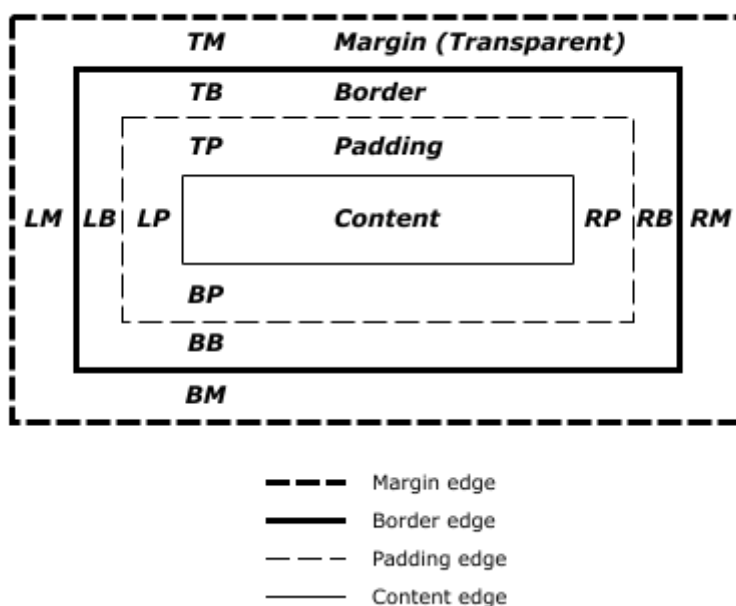 TM Margin (Transparent)
TB Border
TP Padding
LM LB LP Content RP RB RM
BP
BB
BM
Margin edge
Border edge
Padding edge
Content edge